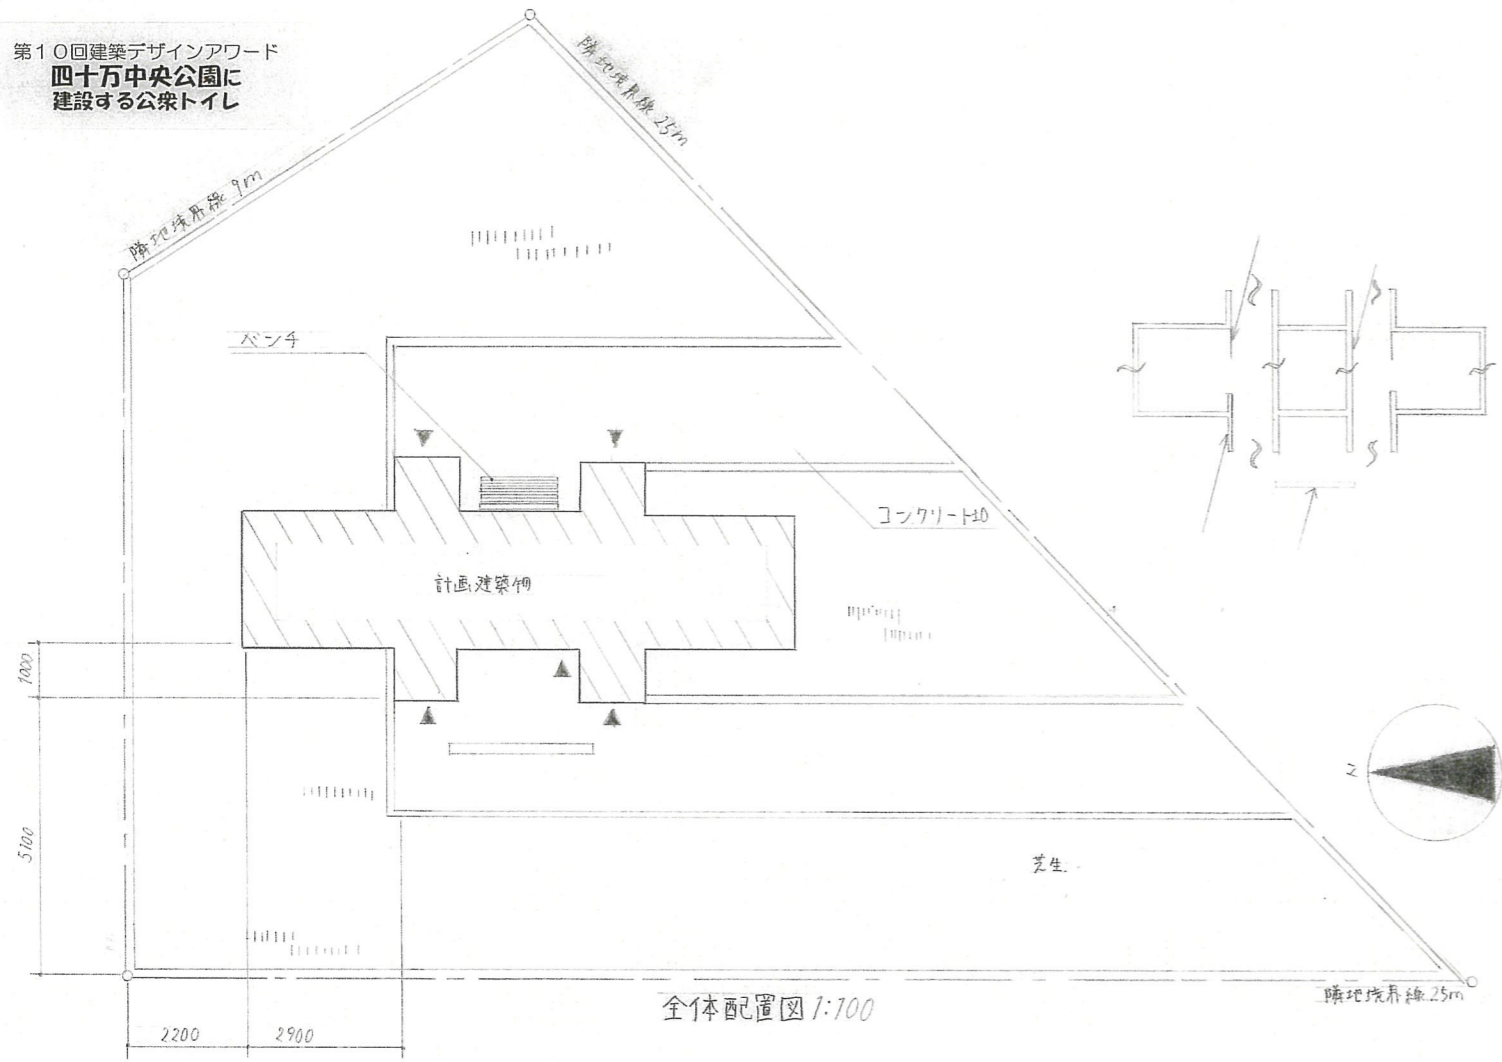 第１０回建築デザインアワード
四十万中央公園に
建設する公衆トイレ
隣地境界線 25m
隣地境界線 9m
ベンチ
コンクリート±0
計画建築物
1000
5100
N
芝生
隣地境界線 25m
全体配置図 1:100
2200
2900